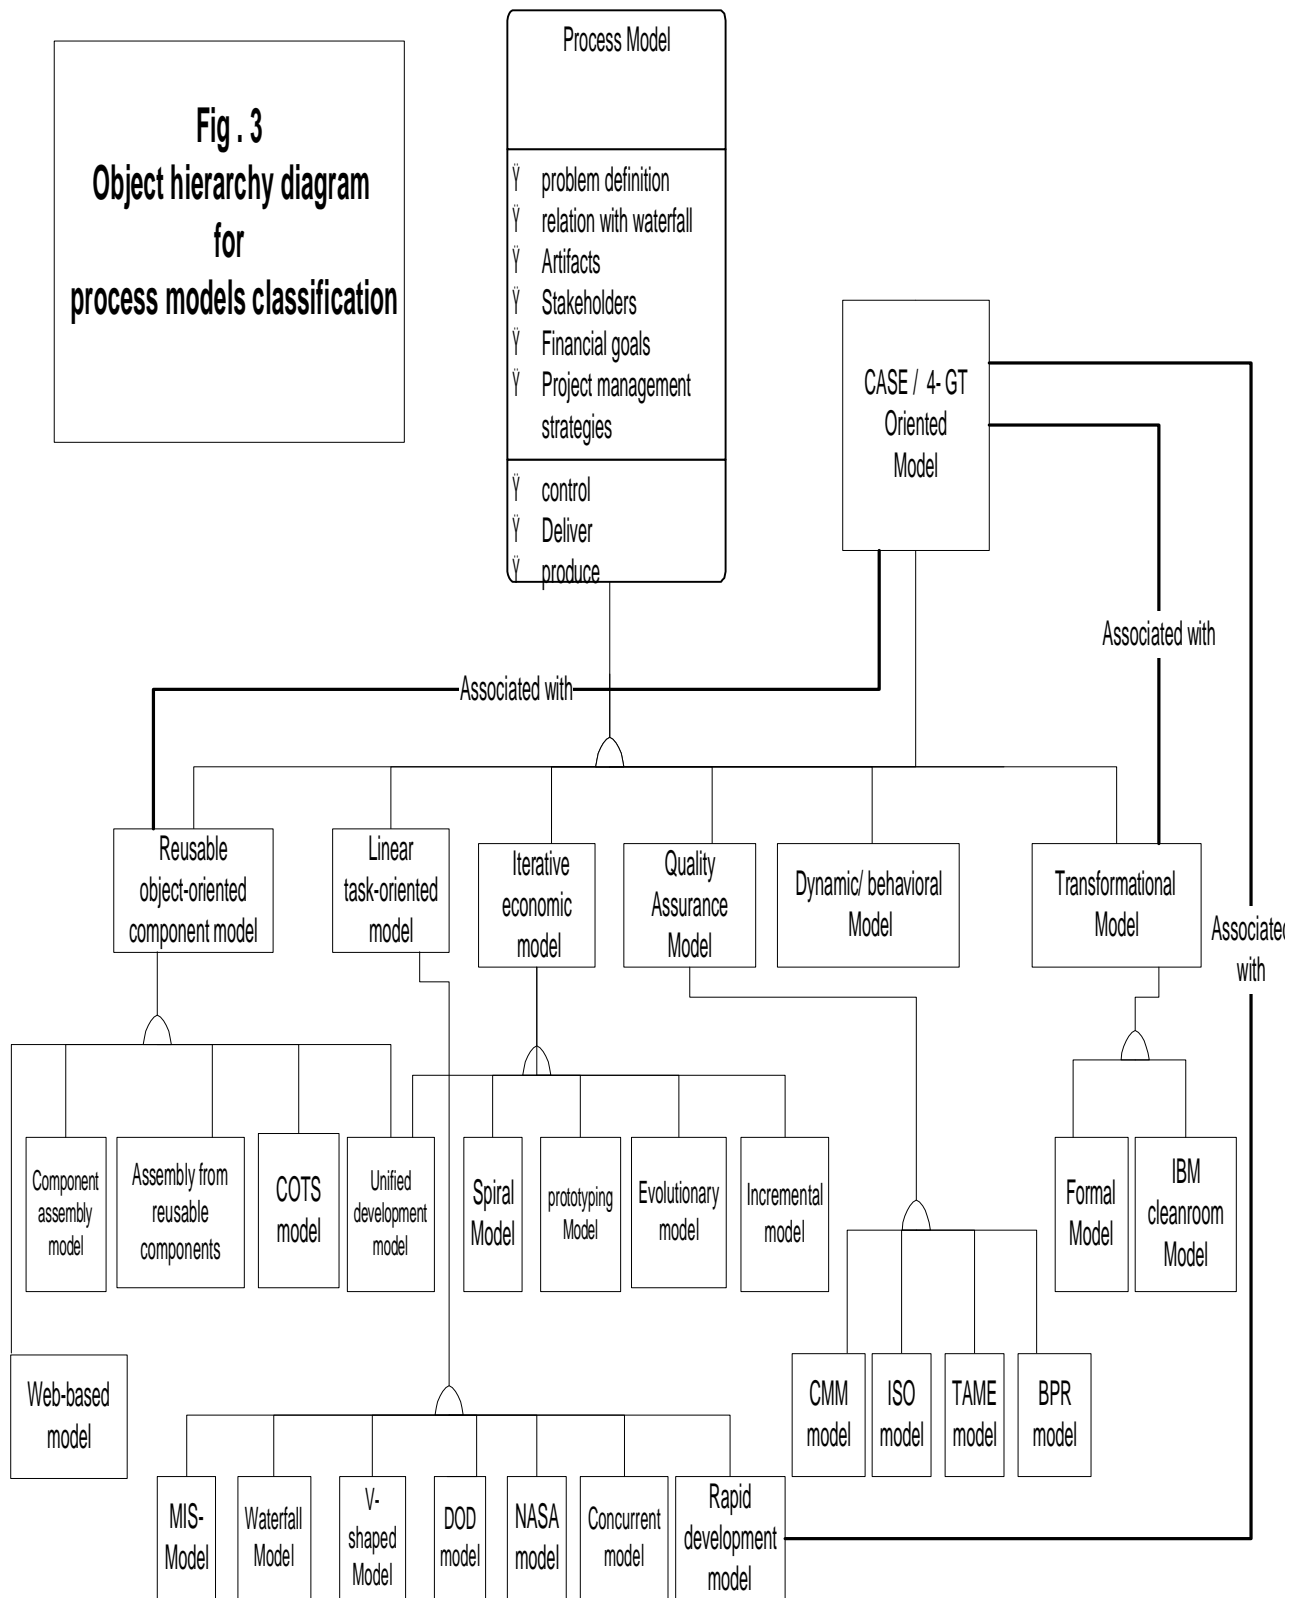 Process Model
Fig . 3
Object hierarchy diagram
for
process models classification
Ÿ problem definition
Ÿ relation with waterfall
Ÿ Artifacts
Ÿ Stakeholders
Ÿ Financial goals
Ÿ Project management
strategies
Ÿ control
Ÿ Deliver
Ÿ produce
CASE / 4- GT
Oriented
Model
Associated with
Associated with
Associated
with
Reusable
object-oriented
component model
Linear
task-oriented
model
Iterative
economic
model
Quality
Assurance
Model
Dynamic/ behavioral
Model
Transformational
Model
Component
assembly
model
Assembly from
reusable
components
COTS
model
Unified
development
model
Spiral
Model
prototyping
Model
Evolutionary
model
Incremental
model
Formal
Model
IBM
cleanroom
Model
Web-based
model
CMM
model
ISO
model
TAME
model
BPR
model
MIS-
Model
Waterfall
Model
V-
shaped
Model
DOD
model
NASA
model
Concurrent
model
Rapid
development
model